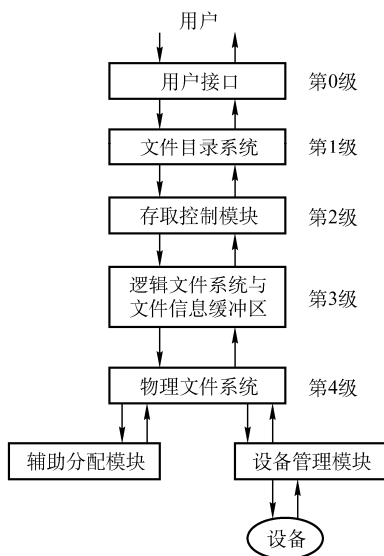 用户
用户接口 第0级
文件目录系统 第1级
存取控制模块 第2级
逻辑文件系统与
文件信息缓冲区 第3级
物理文件系统 第4级
辅助分配模块 设备管理模块
设备